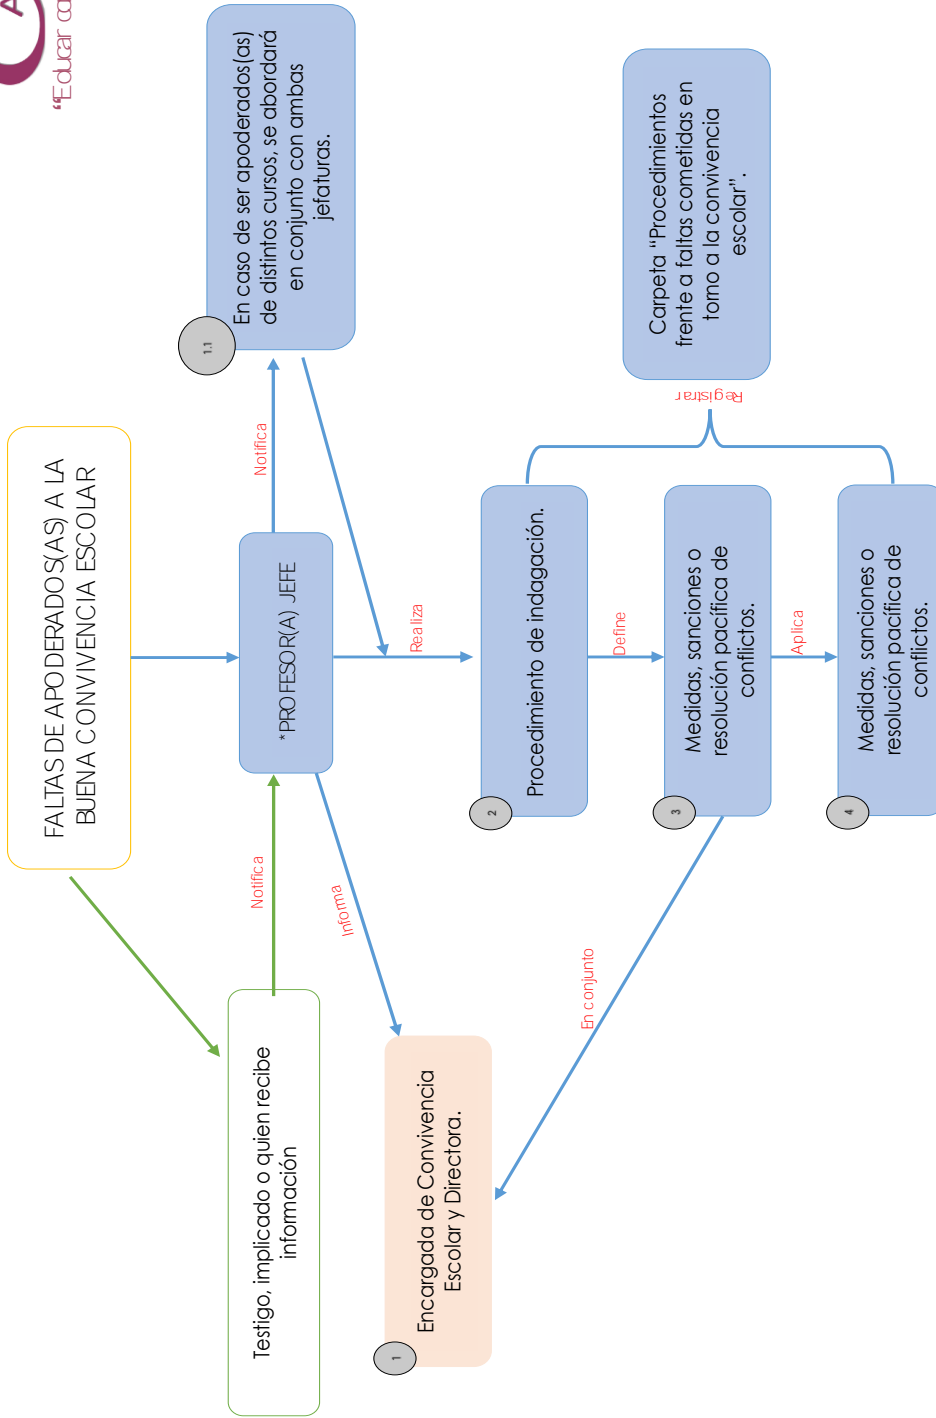 “Educar co
FALTAS DE APODERADOS(AS) A LA
BUENA CONVIVENCIA ESCOLAR
Testigo, implicado o quien recibe
información
Notifica
*PROFESOR(A) JEFE
Notifica
1.1
En caso de ser apoderados(as)
de distintos cursos, se abordará
en conjunto con ambas
jefaturas.
Informa
1
Encargada de Convivencia
Escolar y Directora.
Realiza
2
Procedimiento de indagación.
Define
3
Medidas, sanciones o
resolución pacífica de
conflictos.
En conjunto
Aplica
4
Medidas, sanciones o
resolución pacífica de
conflictos.
Registrar
Carpeta “Procedimientos
frente a faltas cometidas en
torno a la convivencia
escolar”.